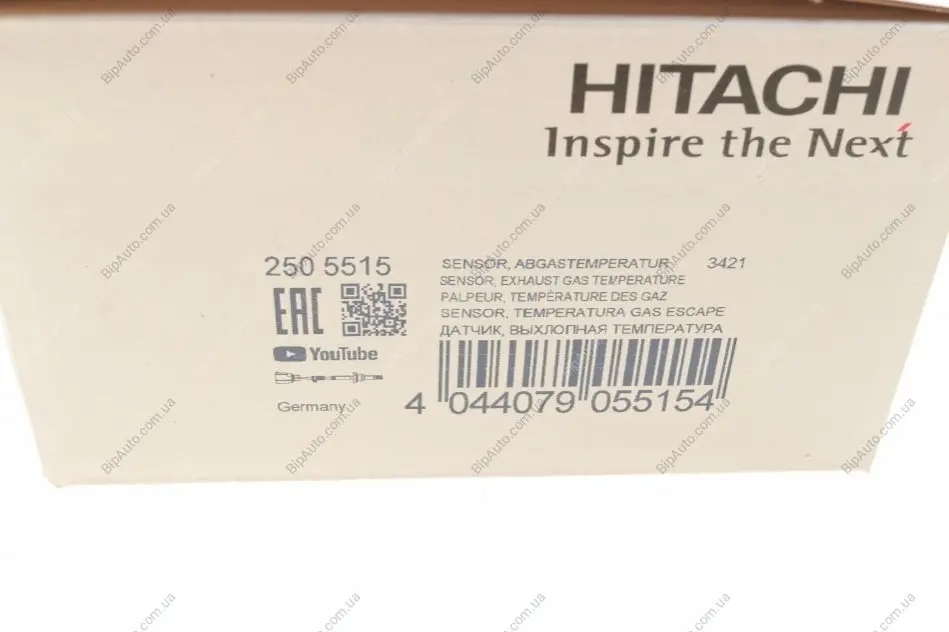 HITACHI
Inspire the Next
250 5515
SENSOR, ABGASTEMPERATUR 3421
SENSOR, EXHAUST GAS TEMPERATURE
PALPEUR, TEMPÉRATURE DES GAZ
SENSOR, TEMPERATURA GAS ESCAPE
ДАТЧИК, ВЫХЛОПНАЯ ТЕМПЕРАТУРА
EAC
YouTube
Germany
4 044079 055154
BipAuto.com.ua